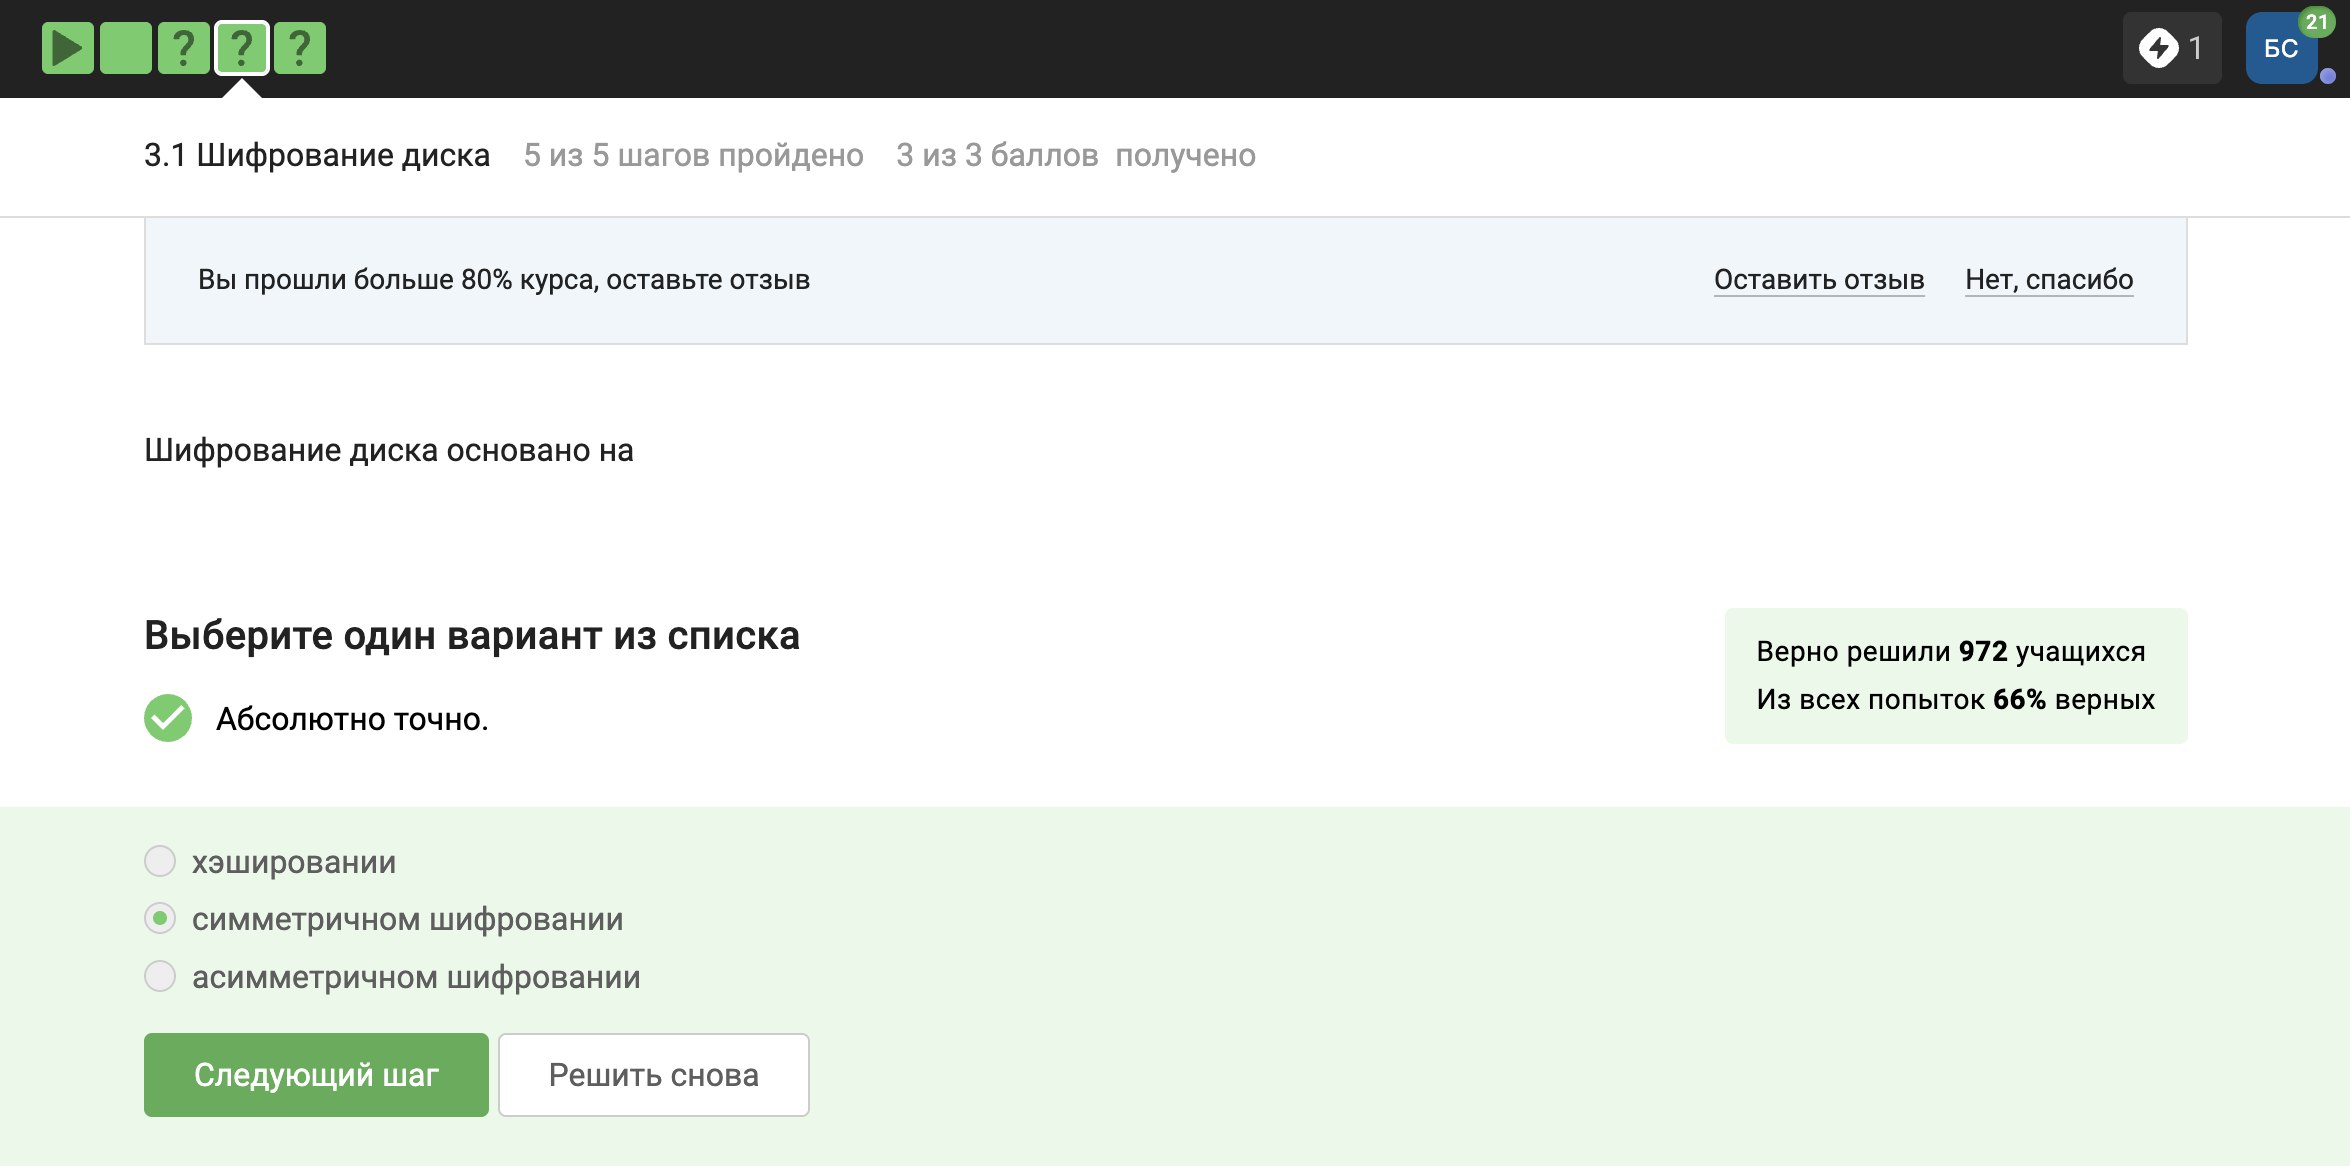 ? ? ?
1
БС
21
3.1 Шифрование диска 5 из 5 шагов пройдено 3 из 3 баллов получено
Вы прошли больше 80% курса, оставьте отзыв
Оставить отзыв Нет, спасибо
Шифрование диска основано на
Выберите один вариант из списка
Абсолютно точно.
Верно решили 972 учащихся
Из всех попыток 66% верных
хэшировании
симметричном шифровании
асимметричном шифровании
Следующий шаг Решить снова